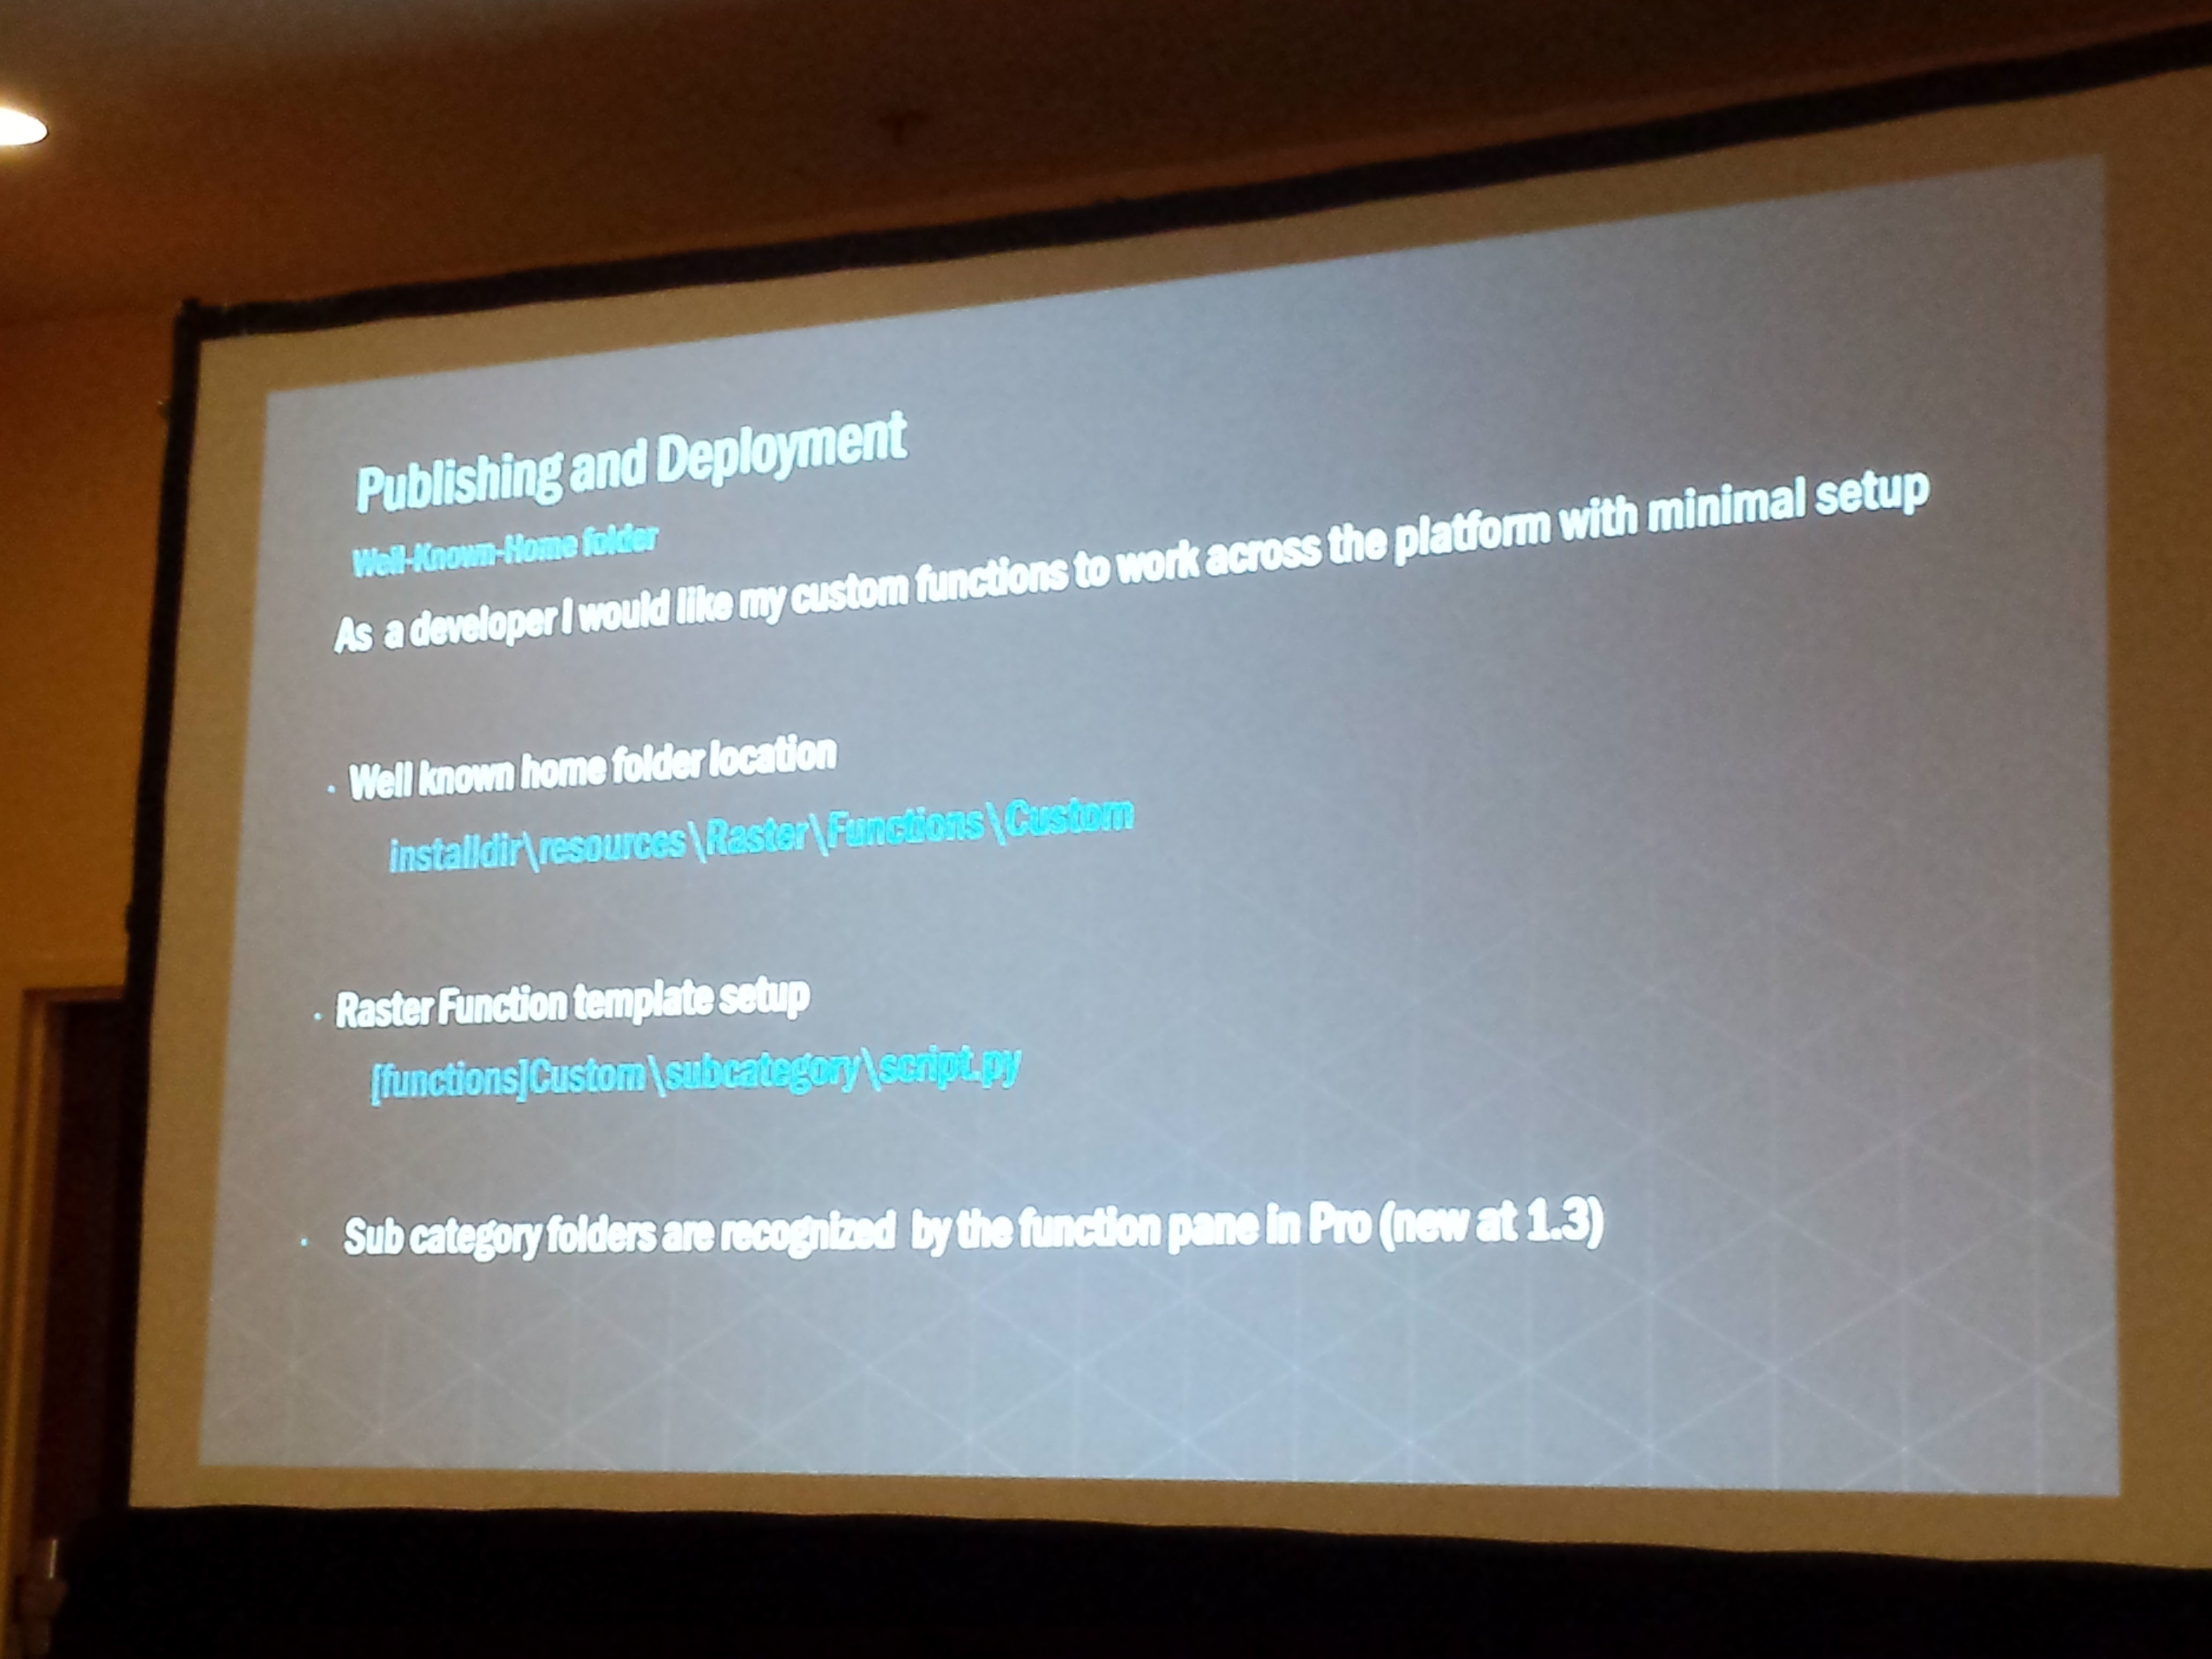 Publishing and Deployment
Well-Known-Home folder
As a developer I would like my custom functions to work across the platform with minimal setup
· Well known home folder location
installdir\resources\Raster\Functions\Custom
· Raster Function template setup
[functions]Custom\subcategory\script.py
· Sub category folders are recognized by the function pane in Pro (new at 1.3)